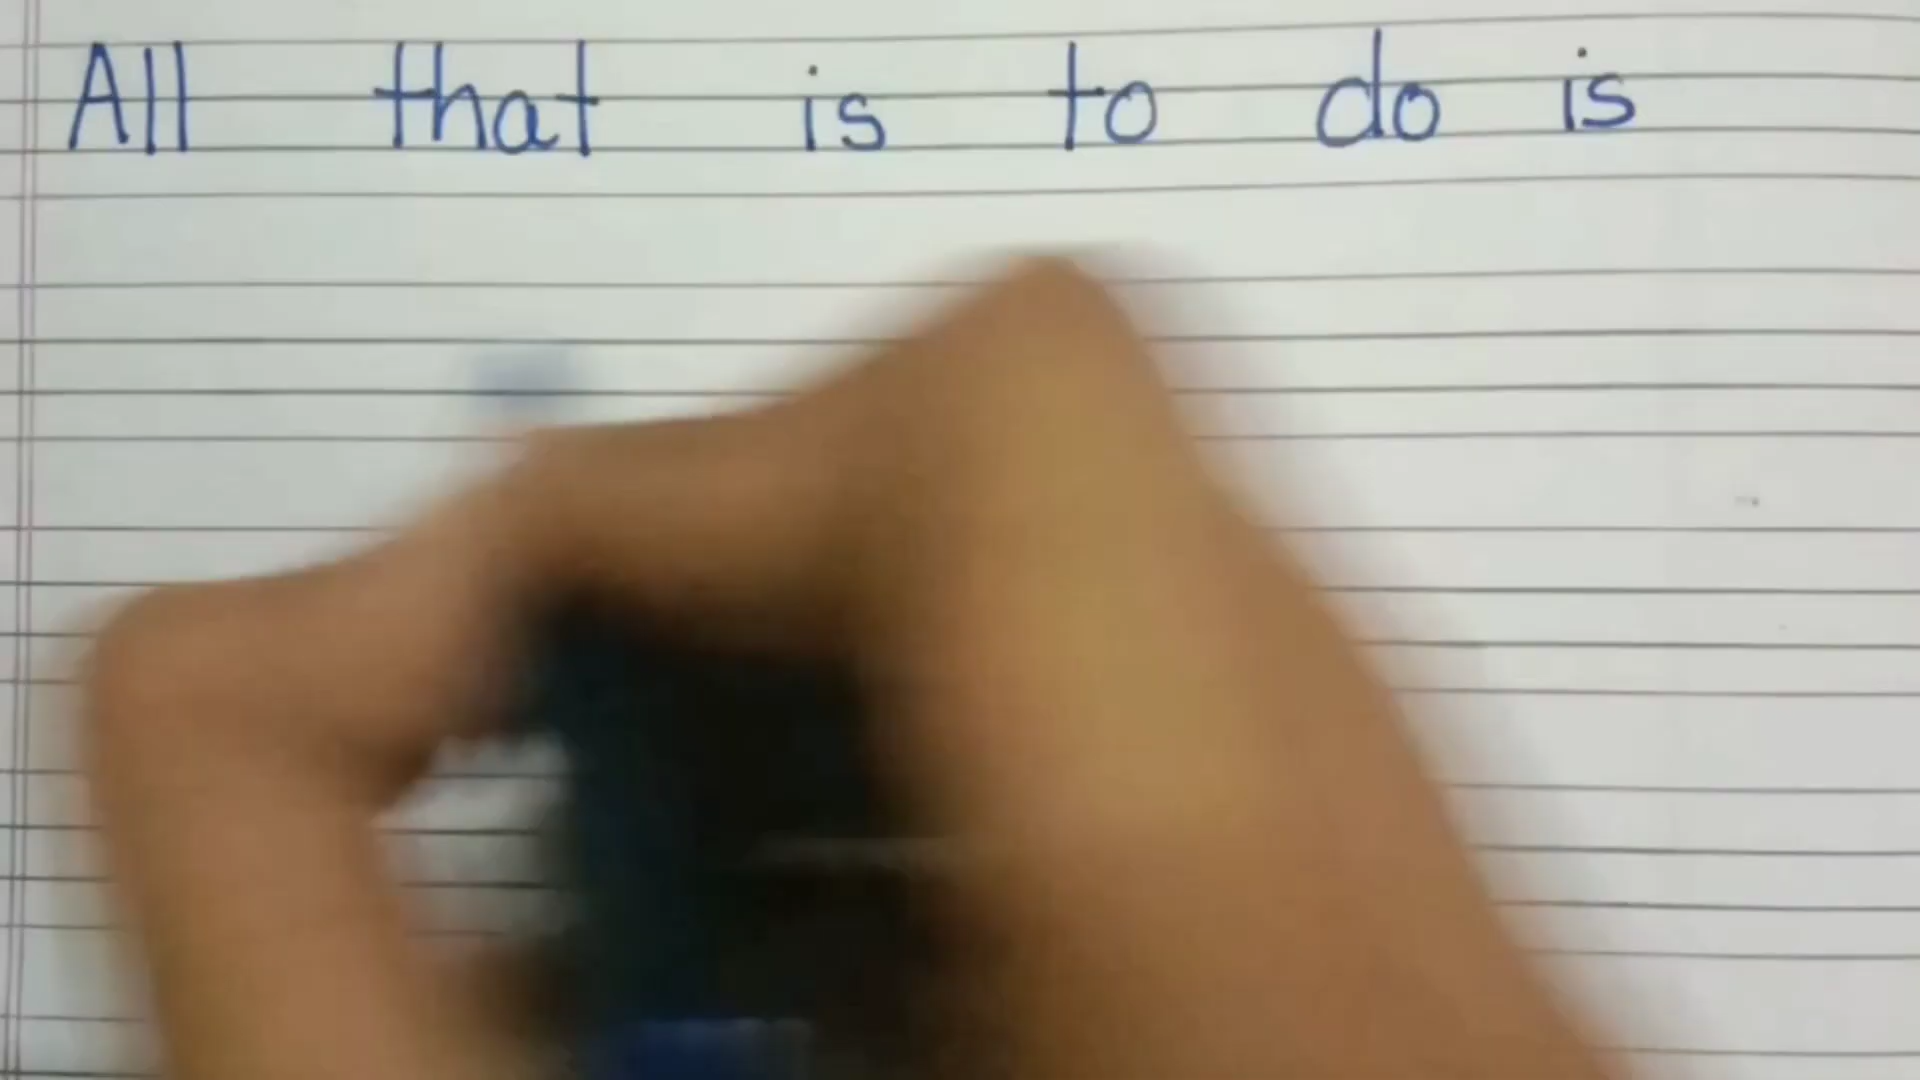 All that is to do is